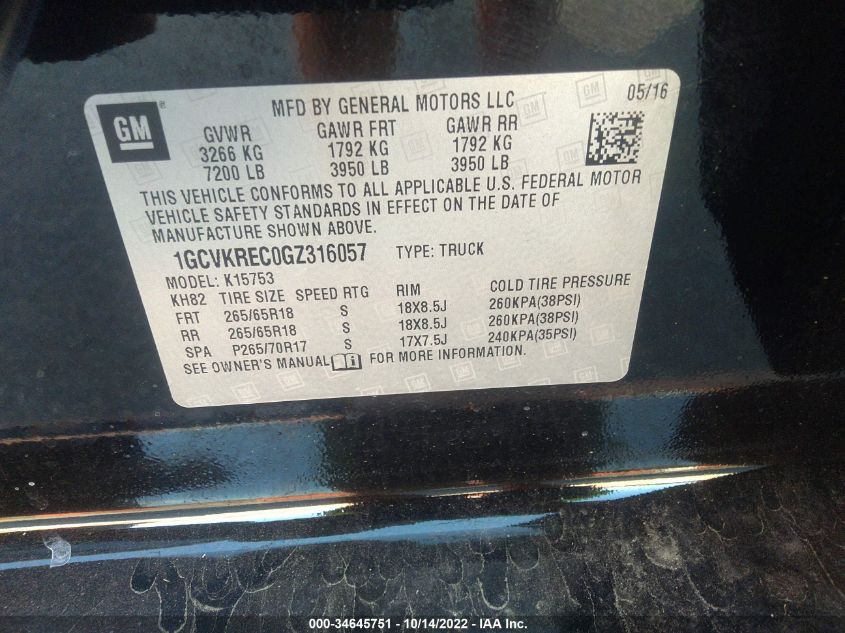 GM®
MFD BY GENERAL MOTORS LLC 05/16
GVWR GAWR FRT GAWR RR
3266 KG 1792 KG 1792 KG
7200 LB 3950 LB 3950 LB
THIS VEHICLE CONFORMS TO ALL APPLICABLE U.S. FEDERAL MOTOR
VEHICLE SAFETY STANDARDS IN EFFECT ON THE DATE OF
MANUFACTURE SHOWN ABOVE.
1GCVKREC0GZ316057 TYPE: TRUCK
MODEL: K15753
KH82 TIRE SIZE SPEED RTG RIM COLD TIRE PRESSURE
FRT 265/65R18 S 18X8.5J 260KPA(38PSI)
RR 265/65R18 S 18X8.5J 260KPA(38PSI)
SPA P265/70R17 S 17X7.5J 240KPA(35PSI)
SEE OWNER'S MANUAL FOR MORE INFORMATION.
000-34645751 - 10/14/2022 - IAA Inc.